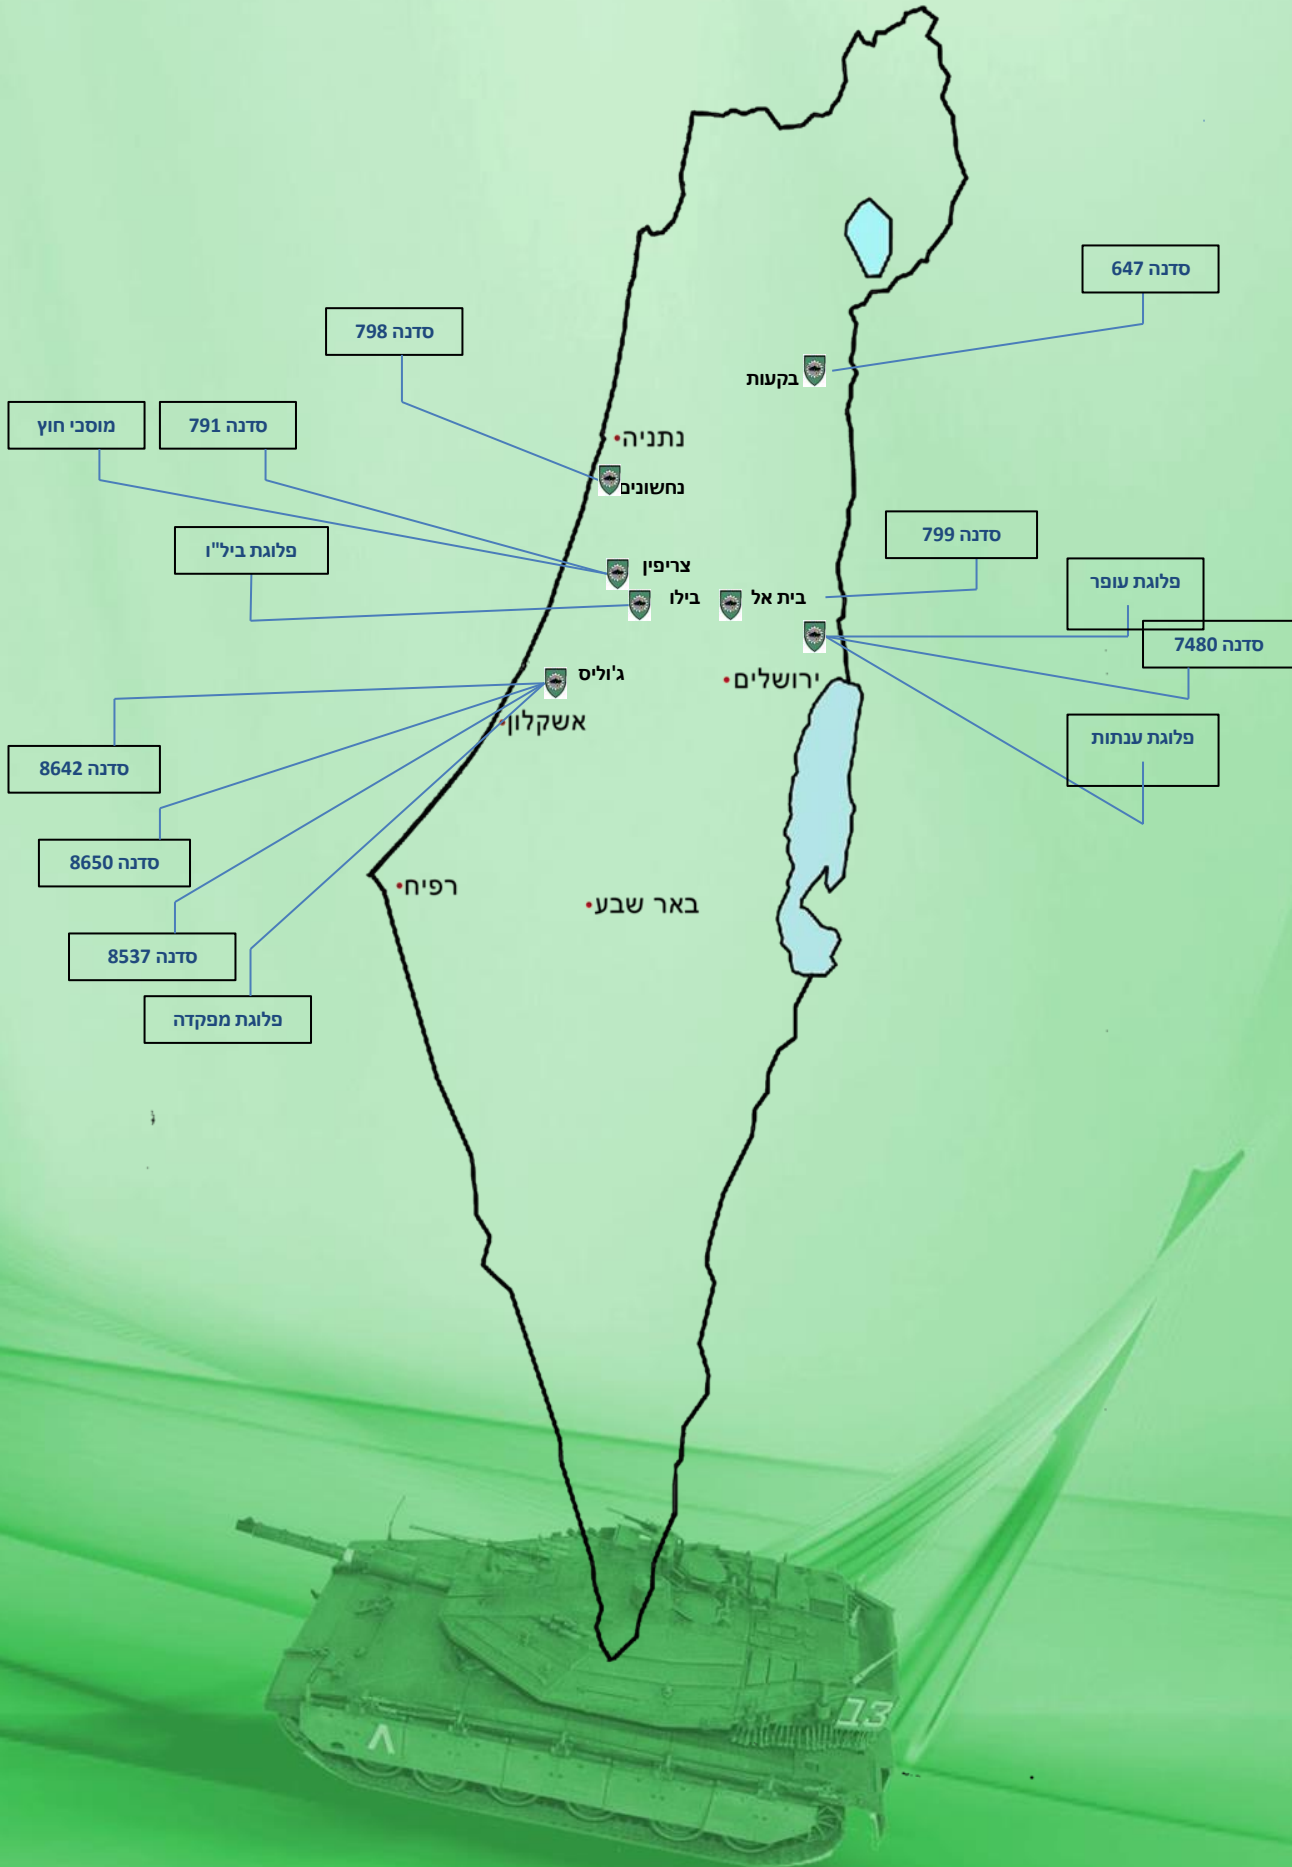 סדנה 647
סדנה 798
בקעות
מוסכי חוץ
סדנה 791
נתניה
נחשונים
סדנה 799
פלוגת ביל"ו
צריפין
פלוגת עופר
בילו
בית אל
סדנה 7480
ג'וליס
ירושלים
אשקלון
פלוגת ענתות
סדנה 8642
סדנה 8650
רפיח
באר שבע
סדנה 8537
פלוגת מפקדה
13